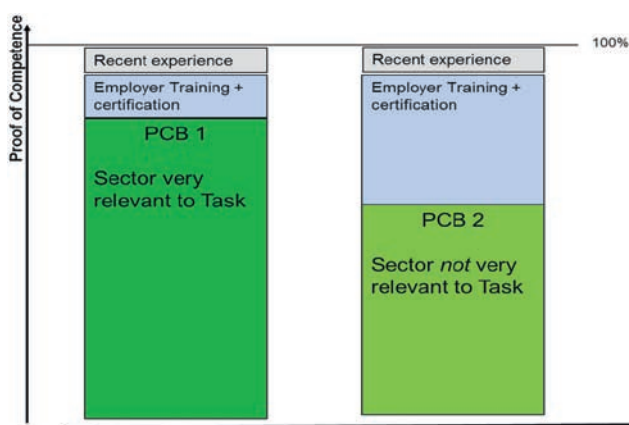 Proof of Competence
100%
Recent experience
Employer Training +
certification
PCB 1
Sector very
relevant to Task
Recent experience
Employer Training +
certification
PCB 2
Sector not very
relevant to Task